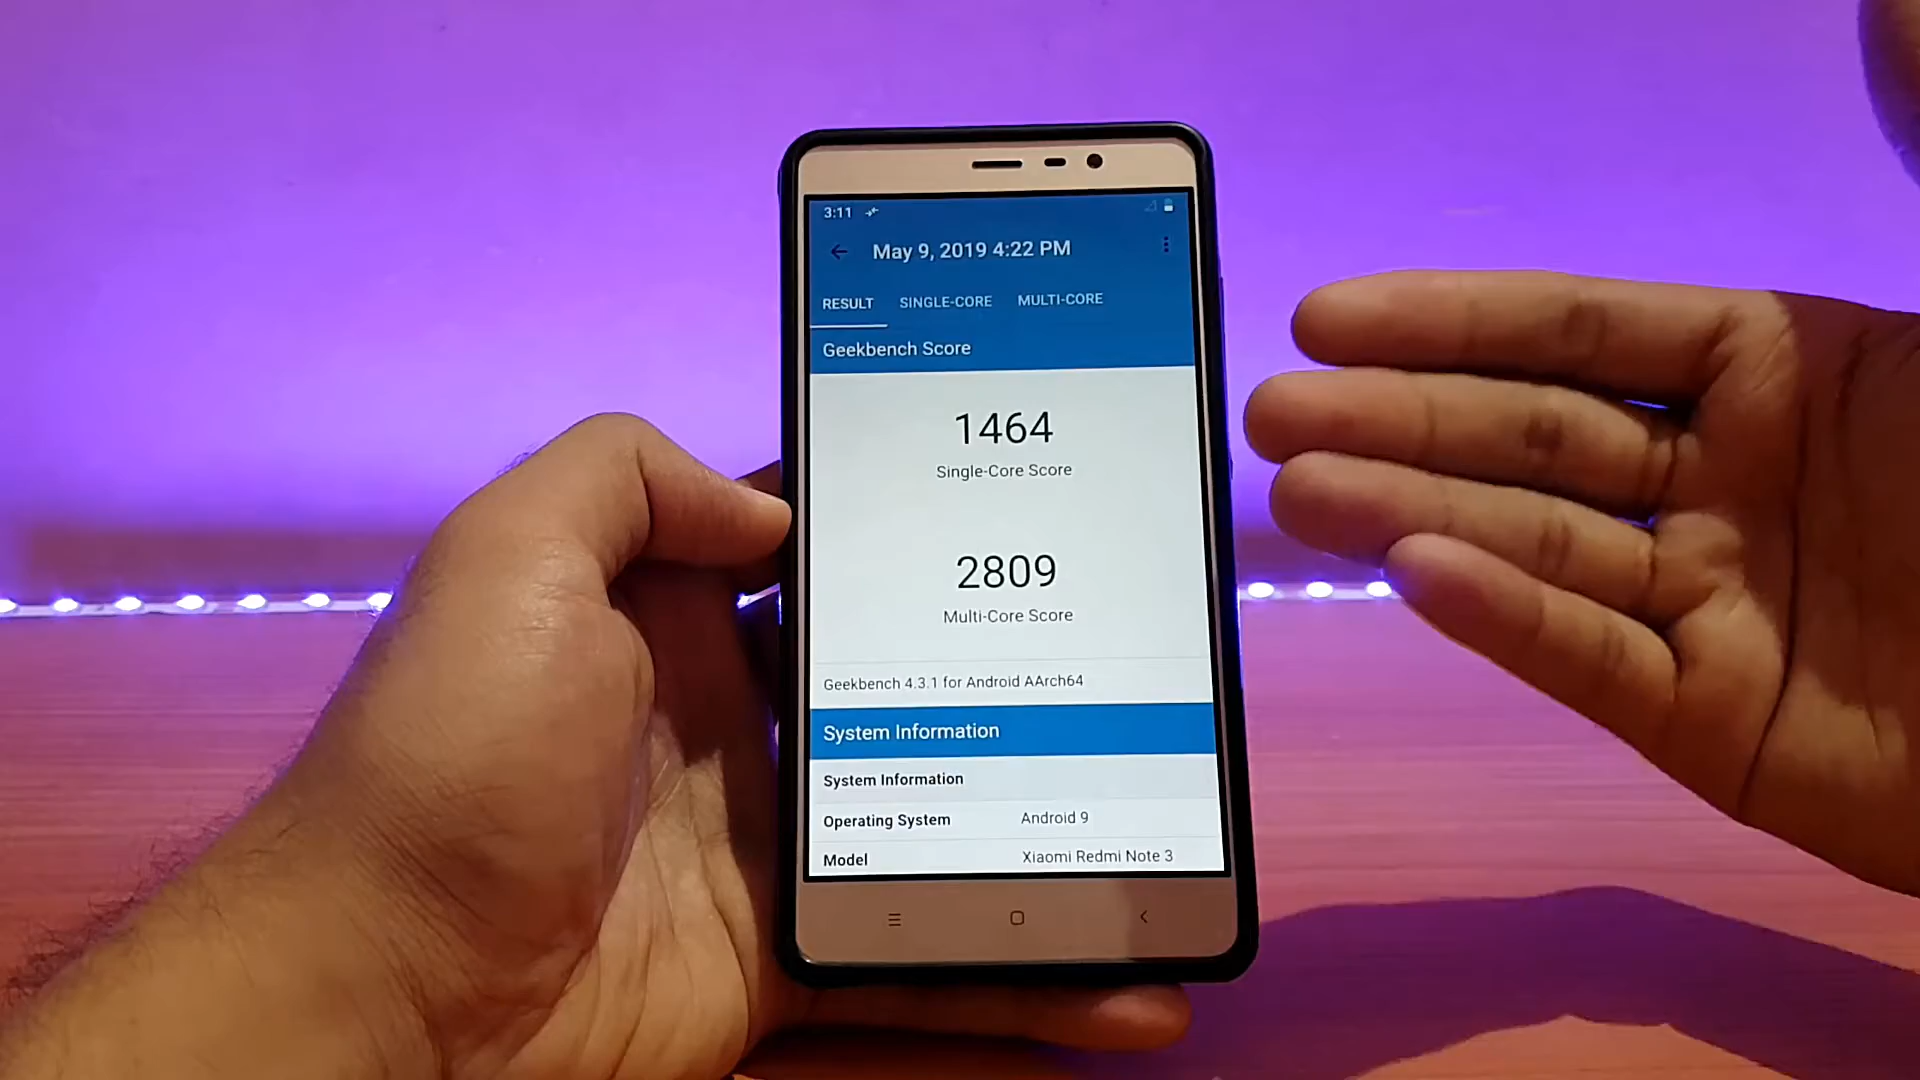 3:11
May 9, 2019 4:22 PM
RESULT SINGLE-CORE MULTI-CORE
Geekbench Score
1464
Single-Core Score
2809
Multi-Core Score
Geekbench 4.3.1 for Android AArch64
System Information
System Information
Operating System Android 9
Model Xiaomi Redmi Note 3